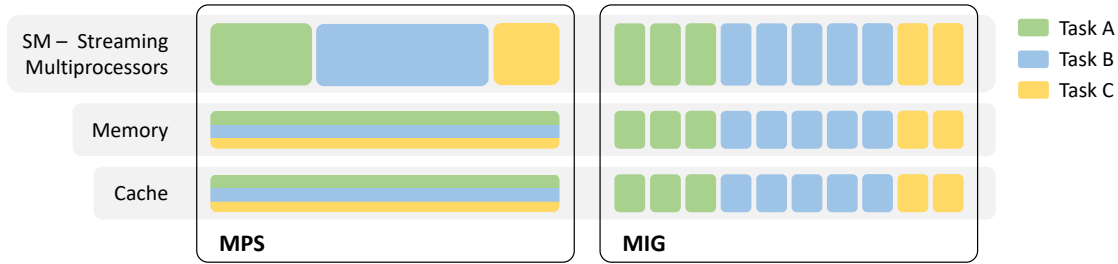 SM – Streaming
Multiprocessors
Memory
Cache
MPS
MIG
Task A
Task B
Task C